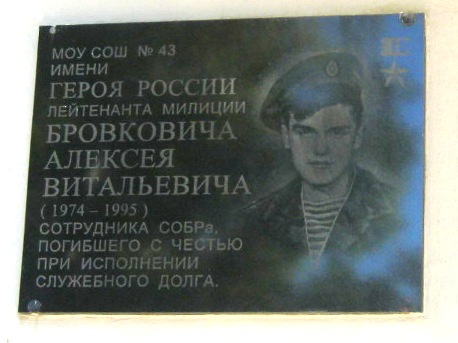 МОУ СОШ № 43
ИМЕНИ
ГЕРОЯ РОССИИ
ЛЕЙТЕНАНТА МИЛИЦИИ
БРОВКОВИЧА
АЛЕКСЕЯ
ВИТАЛЬЕВИЧА
( 1974 – 1995 )
СОТРУДНИКА СОБРа,
ПОГИБШЕГО С ЧЕСТЬЮ
ПРИ ИСПОЛНЕНИИ
СЛУЖЕБНОГО ДОЛГА.